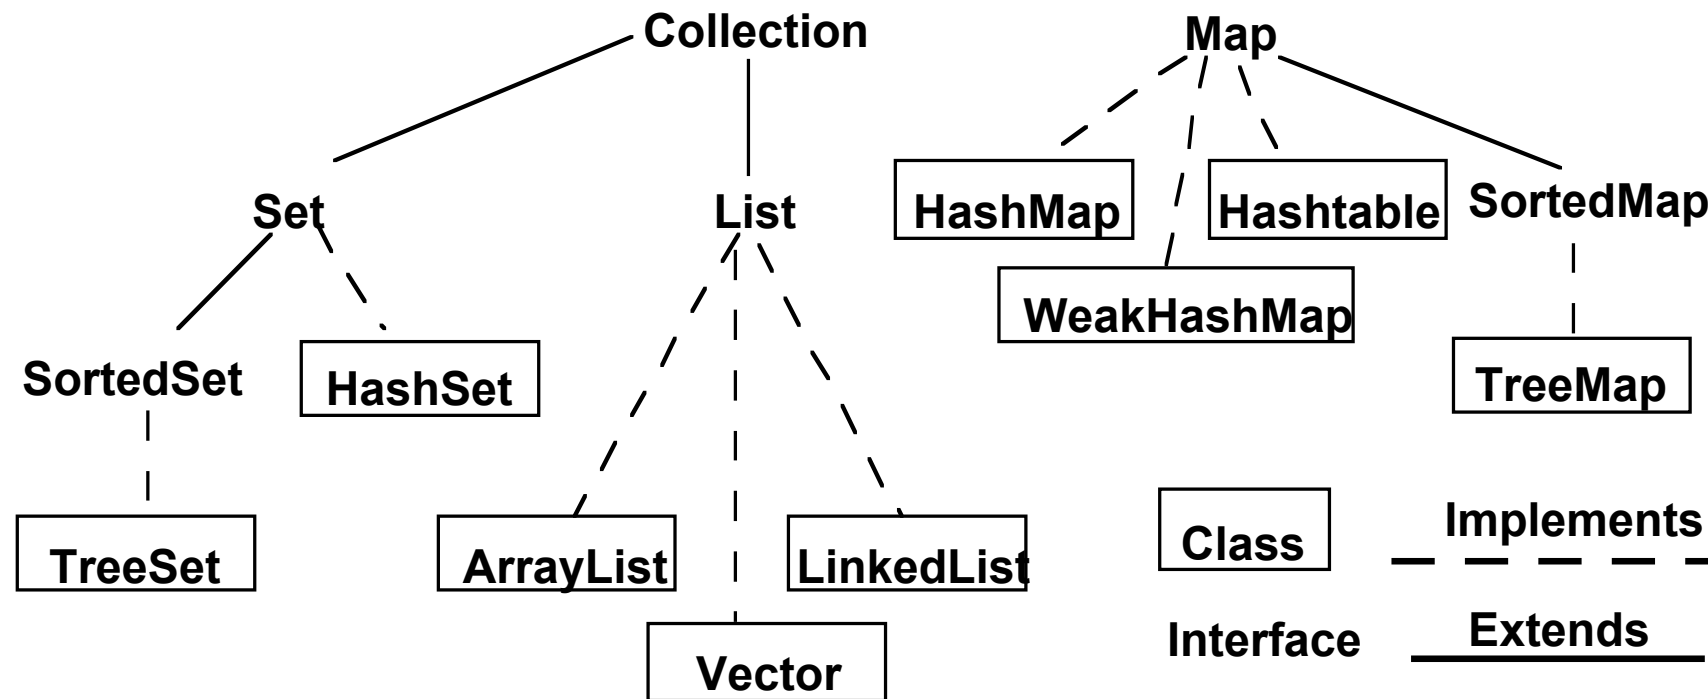 Collection
Map
Set
List
HashMap
Hashtable
SortedMap
WeakHashMap
SortedSet
HashSet
TreeMap
TreeSet
ArrayList
LinkedList
Vector
Class
Implements
Interface
Extends